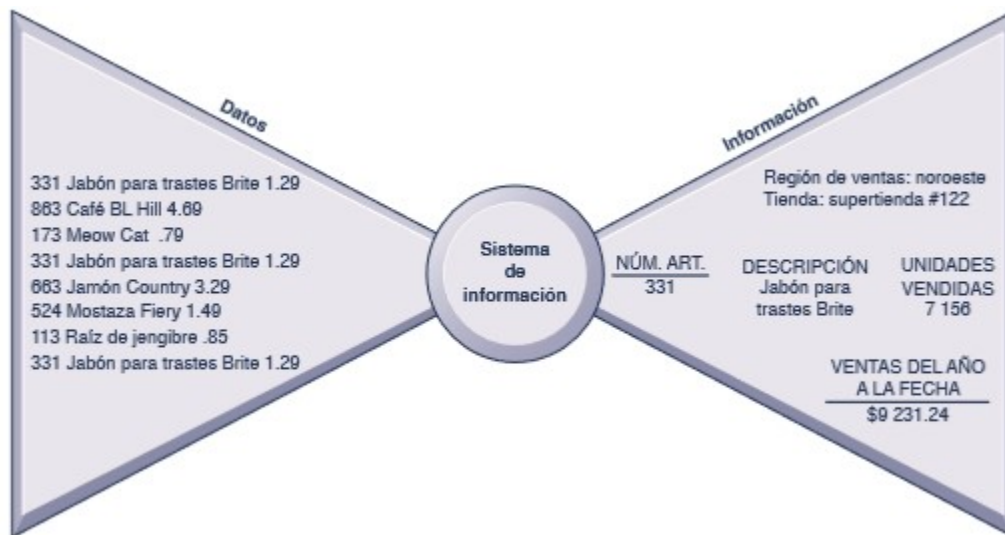 Datos
331 Jabón para trastes Brite 1.29
863 Café BL Hill 4.69
173 Meow Cat .79
331 Jabón para trastes Brite 1.29
663 Jamón Country 3.29
524 Mostaza Fiery 1.49
113 Raíz de jengibre .85
331 Jabón para trastes Brite 1.29
Sistema
de
información
Información
Región de ventas: noroeste
Tienda: supertienda #122
NÚM. ART.
331
DESCRIPCIÓN
Jabón para
trastes Brite
UNIDADES
VENDIDAS
7 156
VENTAS DEL AÑO
A LA FECHA
$9 231.24